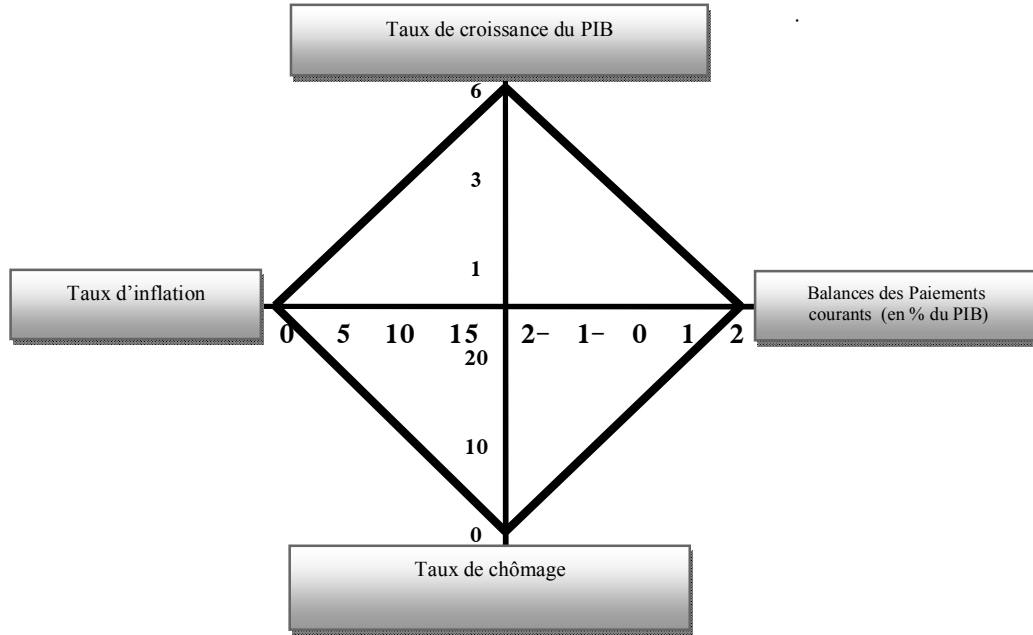 Taux de croissance du PIB
.
6
3
1
Taux d'inflation
Balances des Paiements
courants (en % du PIB)
0 5 10 15 2− 1− 0 1 2
20
10
0
Taux de chômage